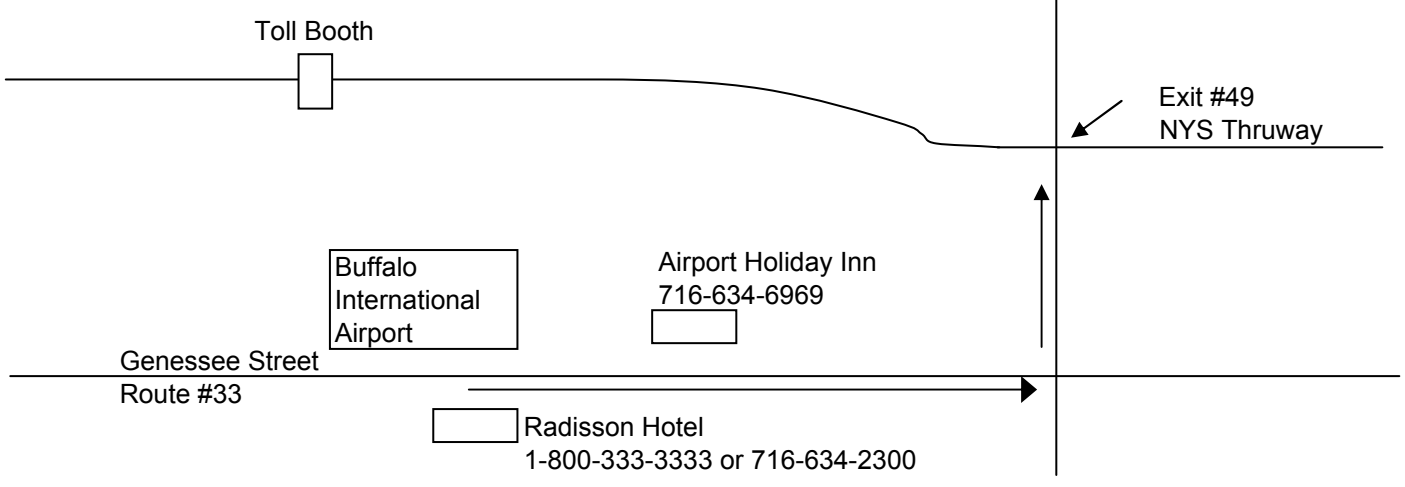 Toll Booth
Exit #49
NYS Thruway
Buffalo
International
Airport
Airport Holiday Inn
716-634-6969
Genessee Street
Route #33
Radisson Hotel
1-800-333-3333 or 716-634-2300